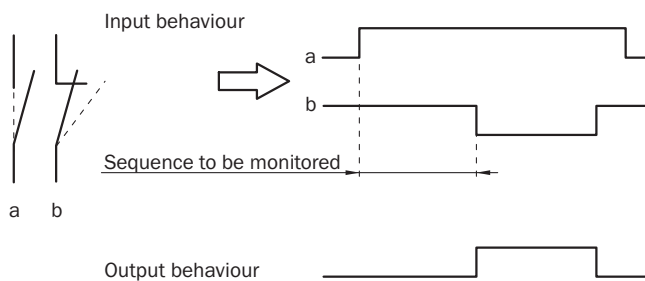 Input behaviour
a
b
Sequence to be monitored
a b
Output behaviour